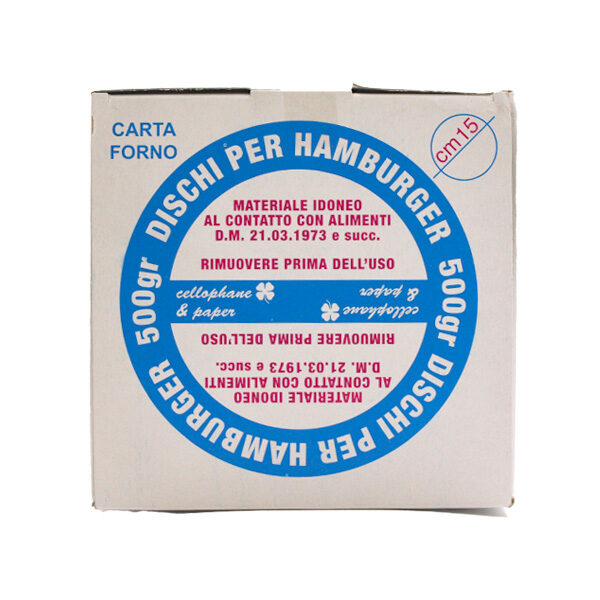 CARTA
FORNO
cm15
500gr DISCHI PER HAMBURGER
MATERIALE IDONEO
AL CONTATTO CON ALIMENTI
D.M. 21.03.1973 e succ.
RIMUOVERE PRIMA DELL'USO
cellophane
& paper
cellophane
& paper
RIMUOVERE PRIMA DELL'USO
D.M. 21.03.1973 e succ.
AL CONTATTO CON ALIMENTI
MATERIALE IDONEO
500gr DISCHI PER HAMBURGER